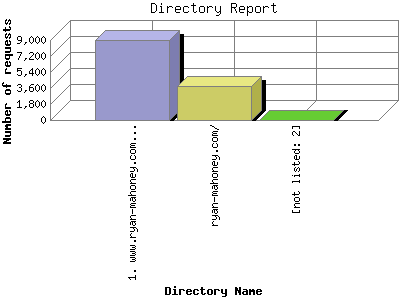 Directory Report
Number of requests
9,000
7,200
5,400
3,600
1,800
0
1. www.ryan-mahoney.com...
ryan-mahoney.com/
[not listed: 2]
Directory Name